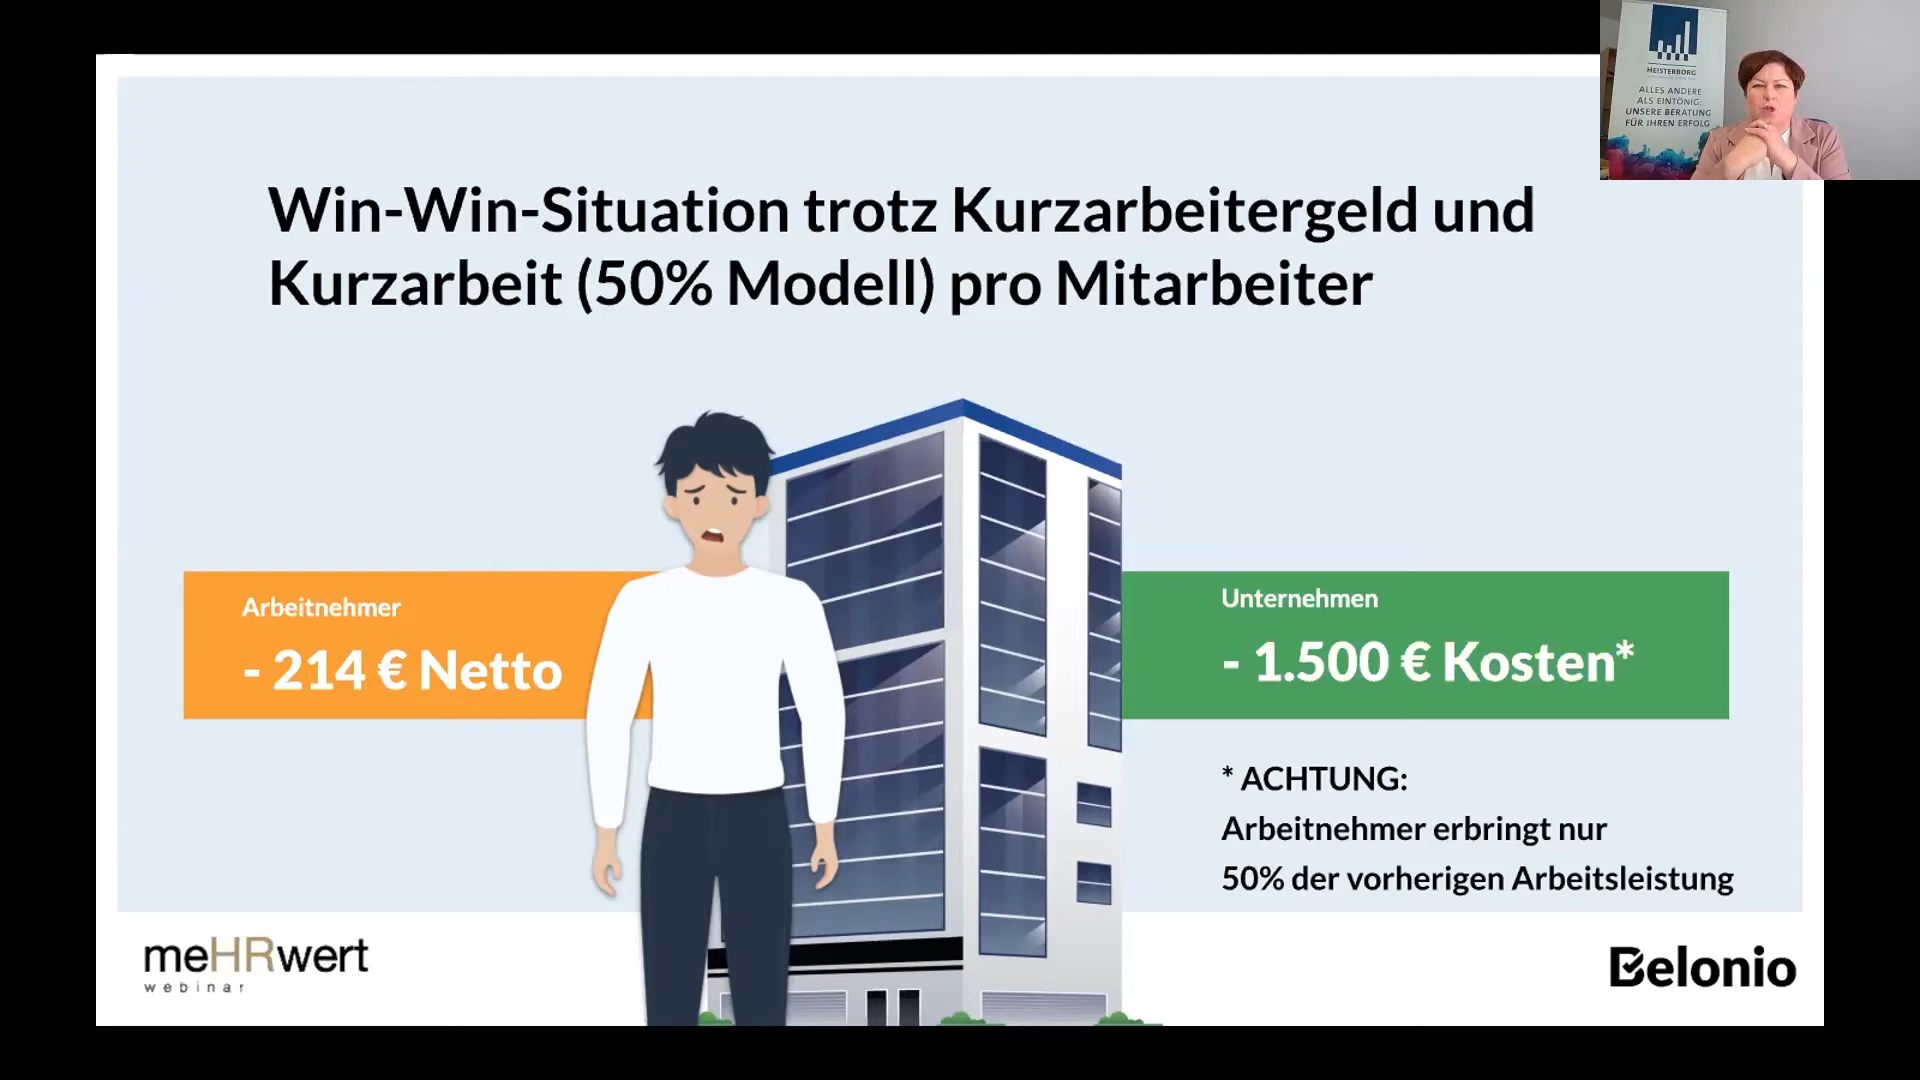 Win-Win-Situation trotz Kurzarbeitergeld und
Kurzarbeit (50% Modell) pro Mitarbeiter
Arbeitnehmer
- 214 € Netto
Unternehmen
- 1.500 € Kosten*
* ACHTUNG:
Arbeitnehmer erbringt nur
50% der vorherigen Arbeitsleistung
meHRwert
webinar
Belonio
HEISTERBORG
ALLES ANDERE
ALS EINTÖNIG:
UNSERE BERATUNG
FÜR IHREN ERFOLG